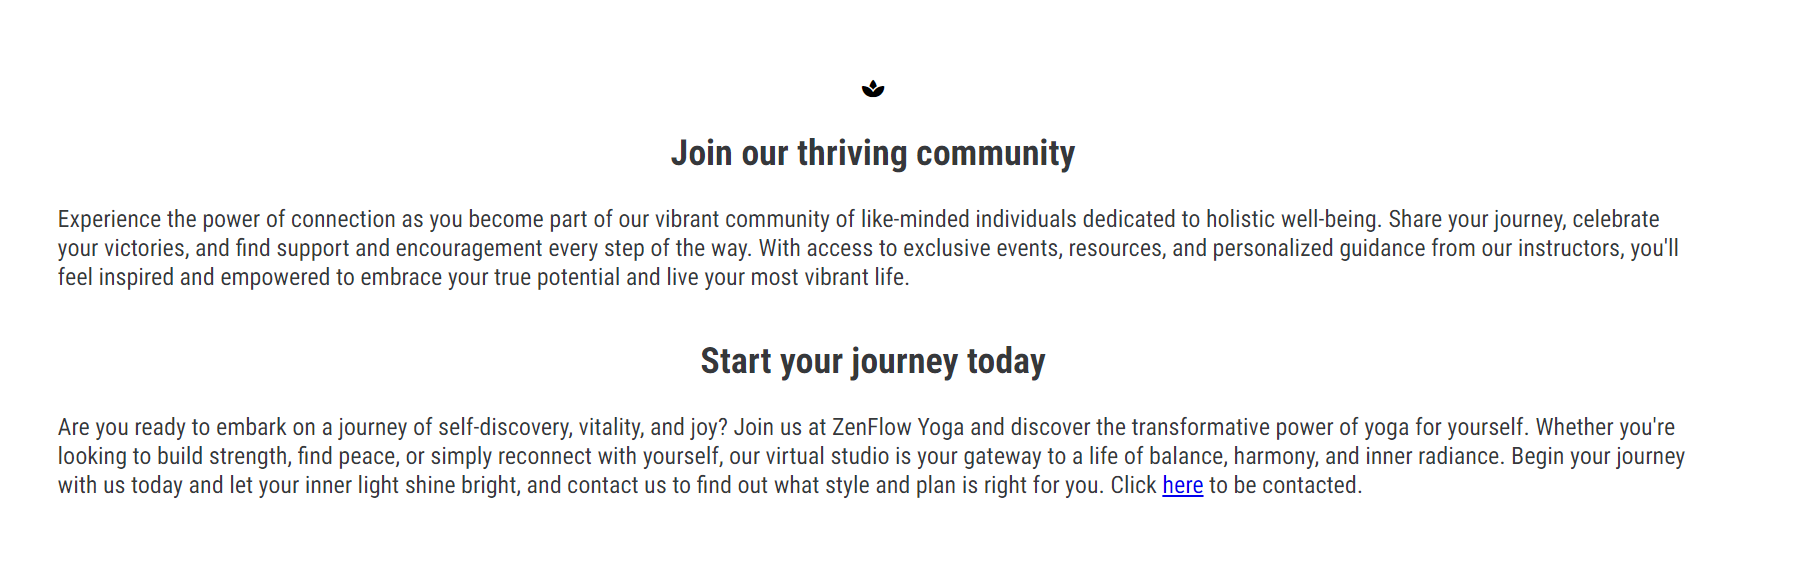 Join our thriving community
Experience the power of connection as you become part of our vibrant community of like-minded individuals dedicated to holistic well-being. Share your journey, celebrate
your victories, and find support and encouragement every step of the way. With access to exclusive events, resources, and personalized guidance from our instructors, you'll
feel inspired and empowered to embrace your true potential and live your most vibrant life.
Start your journey today
Are you ready to embark on a journey of self-discovery, vitality, and joy? Join us at ZenFlow Yoga and discover the transformative power of yoga for yourself. Whether you're
looking to build strength, find peace, or simply reconnect with yourself, our virtual studio is your gateway to a life of balance, harmony, and inner radiance. Begin your journey
with us today and let your inner light shine bright, and contact us to find out what style and plan is right for you. Click here to be contacted.